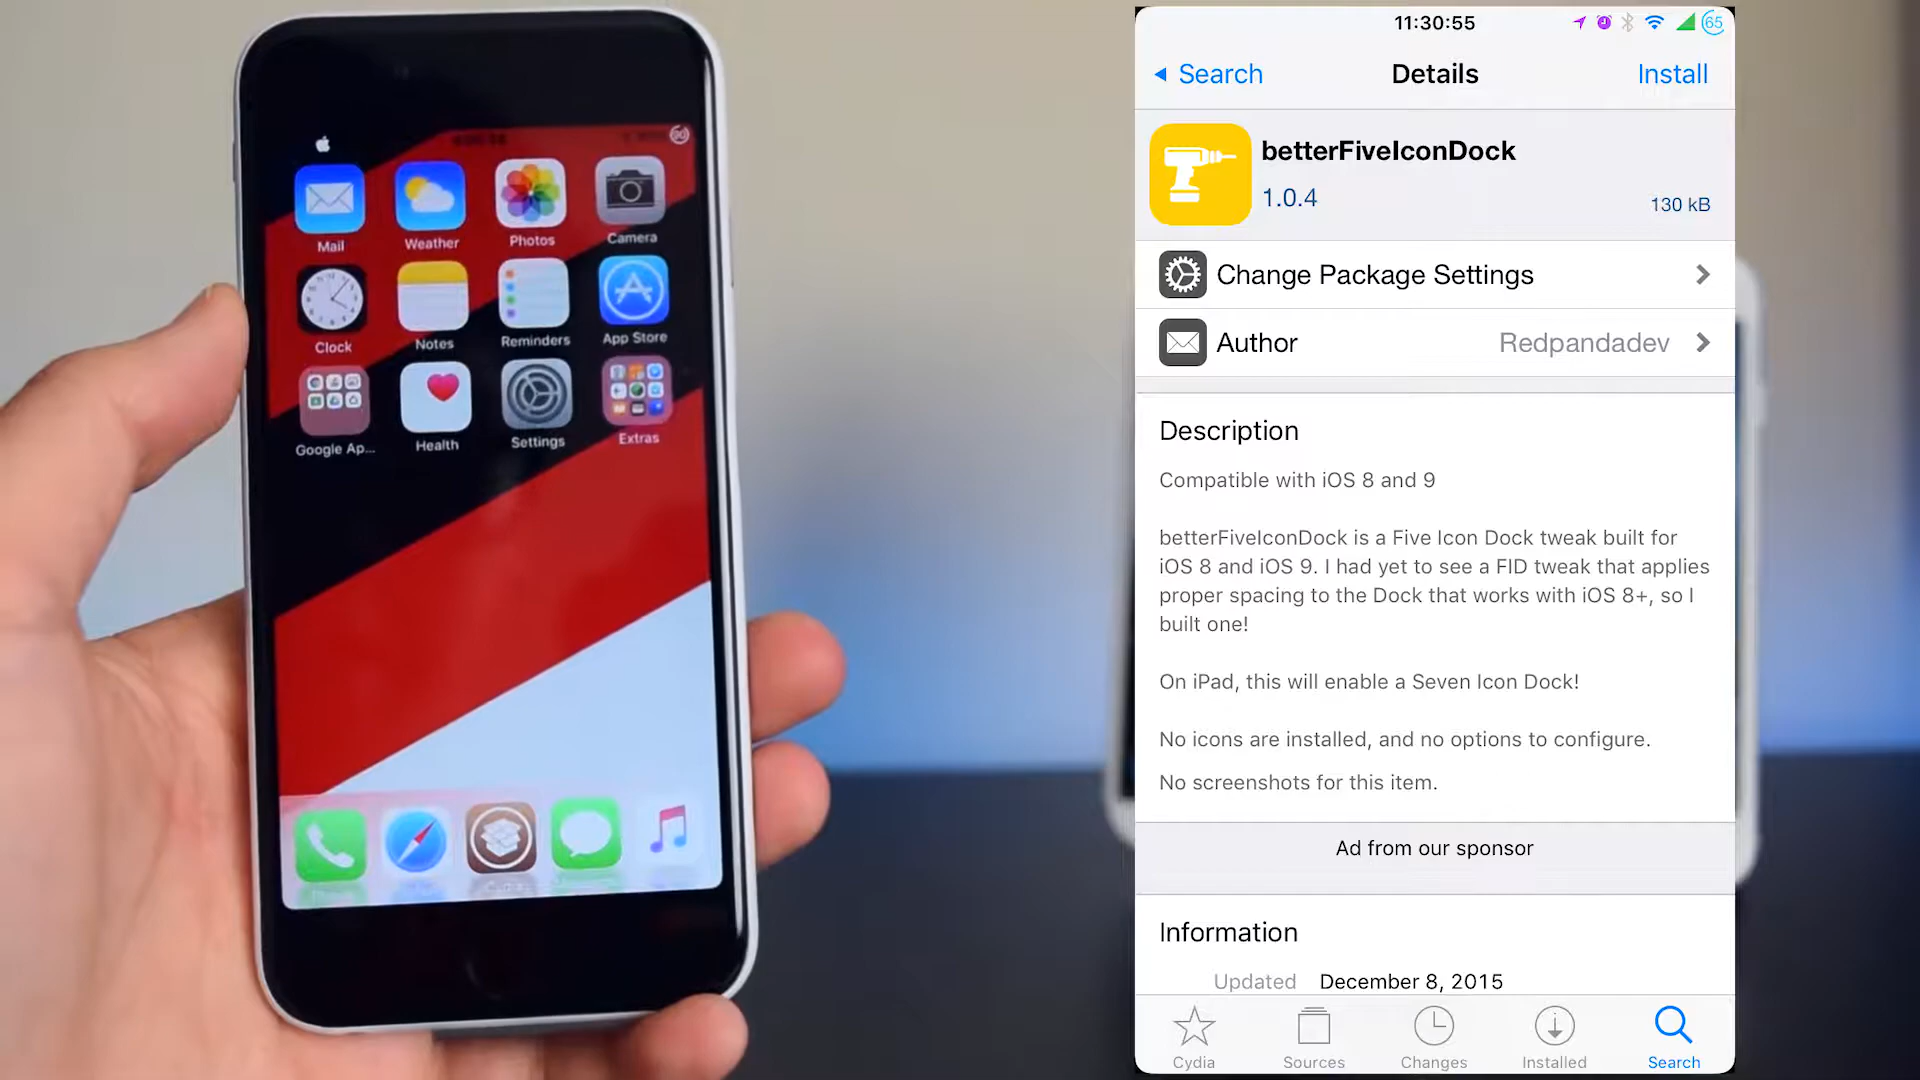 Mail
Weather
Photos
Camera
Clock
Notes
Reminders
App Store
Google Ap...
Health
Settings
Extras
11:30:55
65
Search
Details
Install
betterFiveIconDock
1.0.4
130 kB
Change Package Settings
Author
Redpandadev
Description
Compatible with iOS 8 and 9
betterFiveIconDock is a Five Icon Dock tweak built for
iOS 8 and iOS 9. I had yet to see a FID tweak that applies
proper spacing to the Dock that works with iOS 8+, so I
built one!
On iPad, this will enable a Seven Icon Dock!
No icons are installed, and no options to configure.
No screenshots for this item.
Ad from our sponsor
Information
Updated December 8, 2015
Cydia
Sources
Changes
Installed
Search